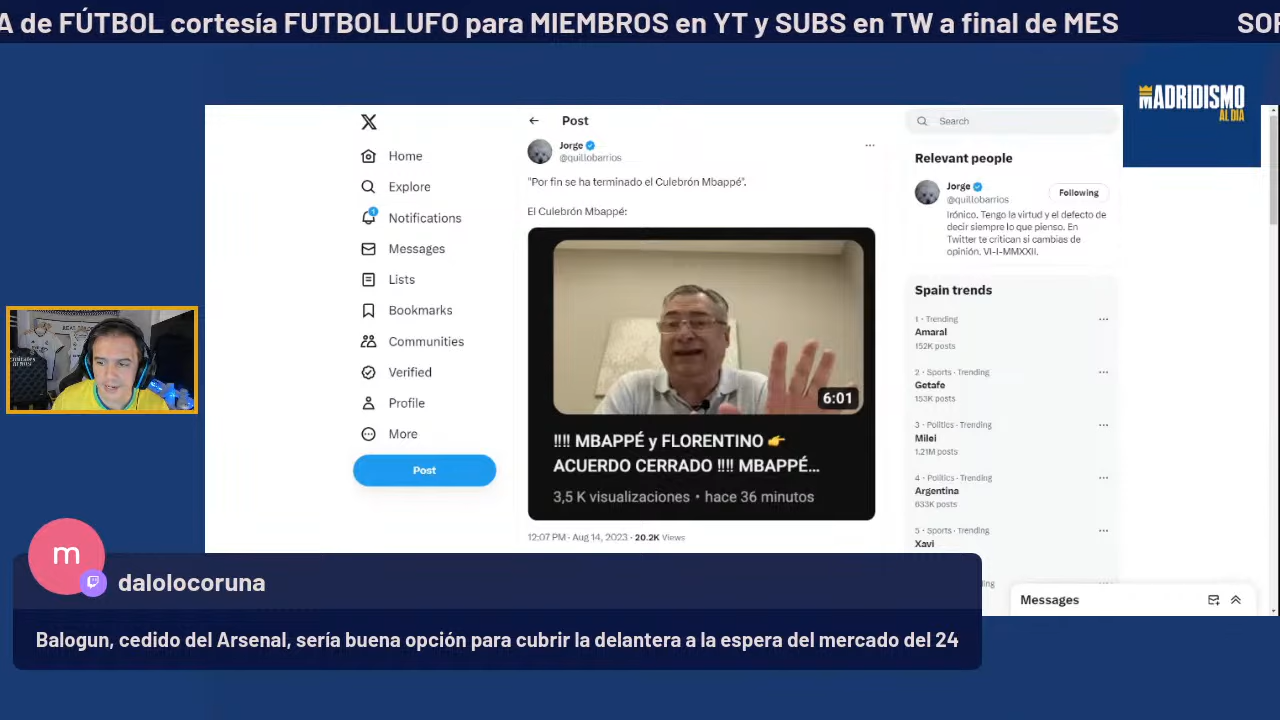 A de FÚTBOL cortesía FUTBOLLUFO para MIEMBROS en YT y SUBS en TW a final de MES
SOR
MADRIDISMO
AL DIA
Post
Search
Home
Explore
Notifications
1
Messages
Lists
Bookmarks
Communities
Verified
Profile
More
Post
Jorge
@quillobarrios
"Por fin se ha terminado el Culebrón Mbappé".
El Culebrón Mbappé:
6:01
!!!! MBAPPÉ y FLORENTINO 👉
ACUERDO CERRADO !!!! MBAPPÉ...
3,5 K visualizaciones • hace 36 minutos
12:07 PM · Aug 14, 2023 · 20.2K Views
Relevant people
Jorge
@quillobarrios
Following
Irónico. Tengo la virtud y el defecto de
decir siempre lo que pienso. En
Twitter te critican si cambias de
opinión. VI-I-MMXXII.
Spain trends
1 · Trending
Amaral
152K posts
2 · Sports · Trending
Getafe
153K posts
3 · Politics · Trending
Milei
1.21M posts
4 · Politics · Trending
Argentina
633K posts
5 · Sports · Trending
Xavi
Messages
m
dalolocoruna
Balogun, cedido del Arsenal, sería buena opción para cubrir la delantera a la espera del mercado del 24